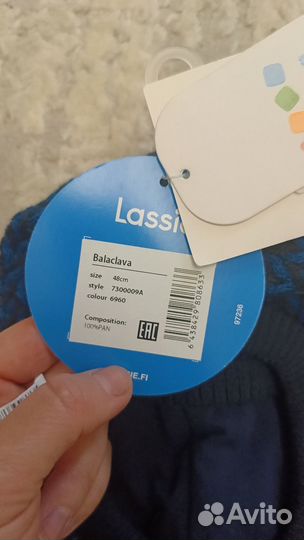 Lassie
Balaclava
size 48cm
style 7300009A
colour 6960
Composition:
100%PAN
EAC
6 438429 808633
97238
IE.FI
Avito